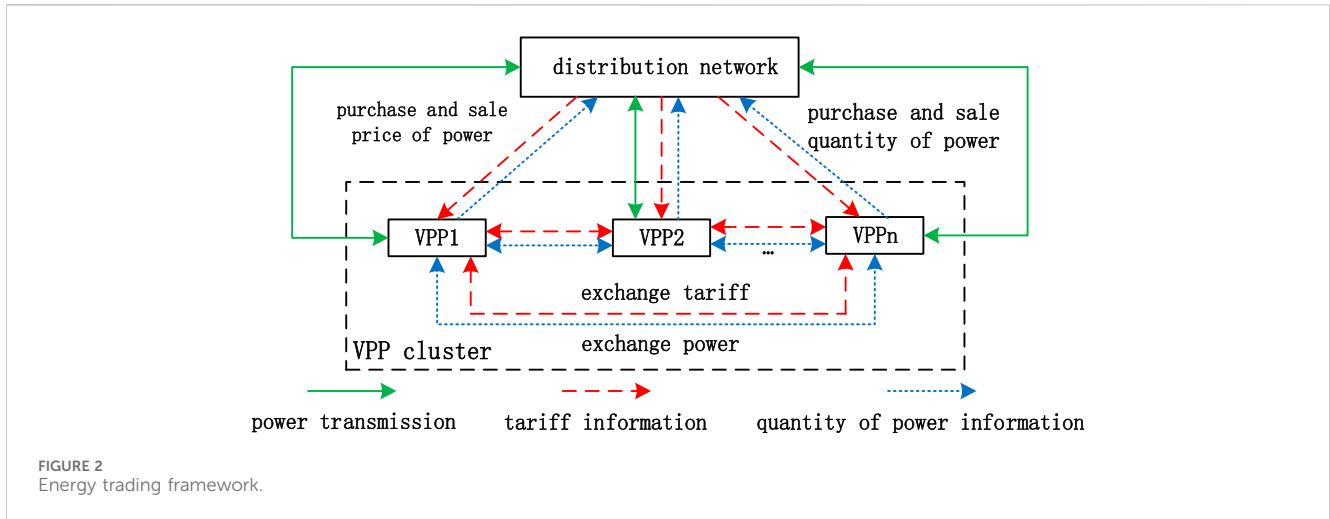 distribution network
purchase and sale
price of power
purchase and sale
quantity of power
VPP1
VPP2
VPPn
...
exchange tariff
exchange power
VPP cluster
power transmission
tariff information
quantity of power information
FIGURE 2
Energy trading framework.